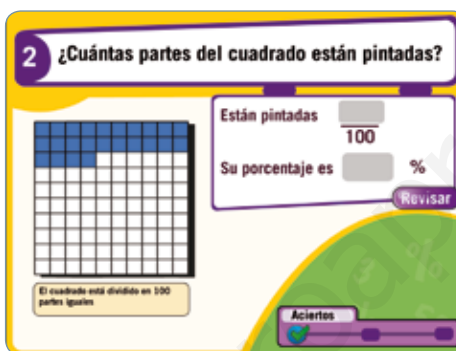 2 ¿Cuántas partes del cuadrado están pintadas?
Están pintadas
100
Su porcentaje es %
Revisar
El cuadrado está dividido en 100
partes iguales
Aciertos